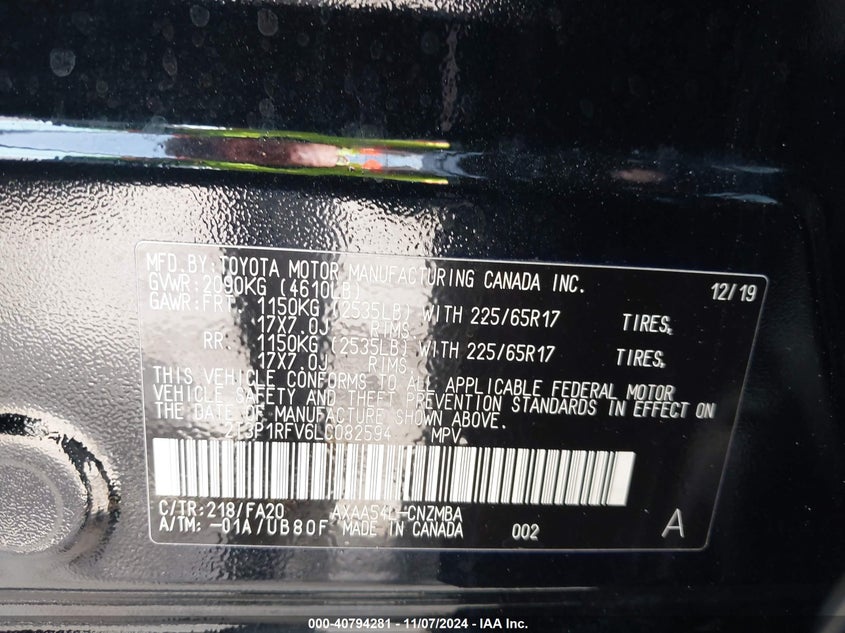 MFD.BY:TOYOTA MOTOR MANUFACTURING CANADA INC. 12/19
GVWR:2090KG (4610LB)
GAWR:FRT 1150KG (2535LB) WITH 225/65R17 TIRES,
17X7.0J RIMS,
RR 1150KG (2535LB) WITH 225/65R17 TIRES,
17X7.0J RIMS
THIS VEHICLE CONFORMS TO ALL APPLICABLE FEDERAL MOTOR
VEHICLE SAFETY AND THEFT PREVENTION STANDARDS IN EFFECT ON
THE DATE OF MANUFACTURE SHOWN ABOVE.
2T3P1RFV6LC082594 MPV
C/TR:218/FA20 AXAA54L-CNZMBA
A/TM:-01A/UB80F MADE IN CANADA 002 A
000-40794281 - 11/07/2024 - IAA Inc.